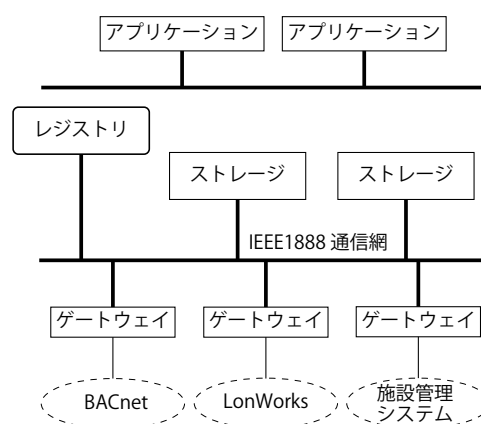 アプリケーション アプリケーション
レジストリ
ストレージ ストレージ
IEEE1888 通信網
ゲートウェイ ゲートウェイ ゲートウェイ
BACnet LonWorks 施設管理
システム